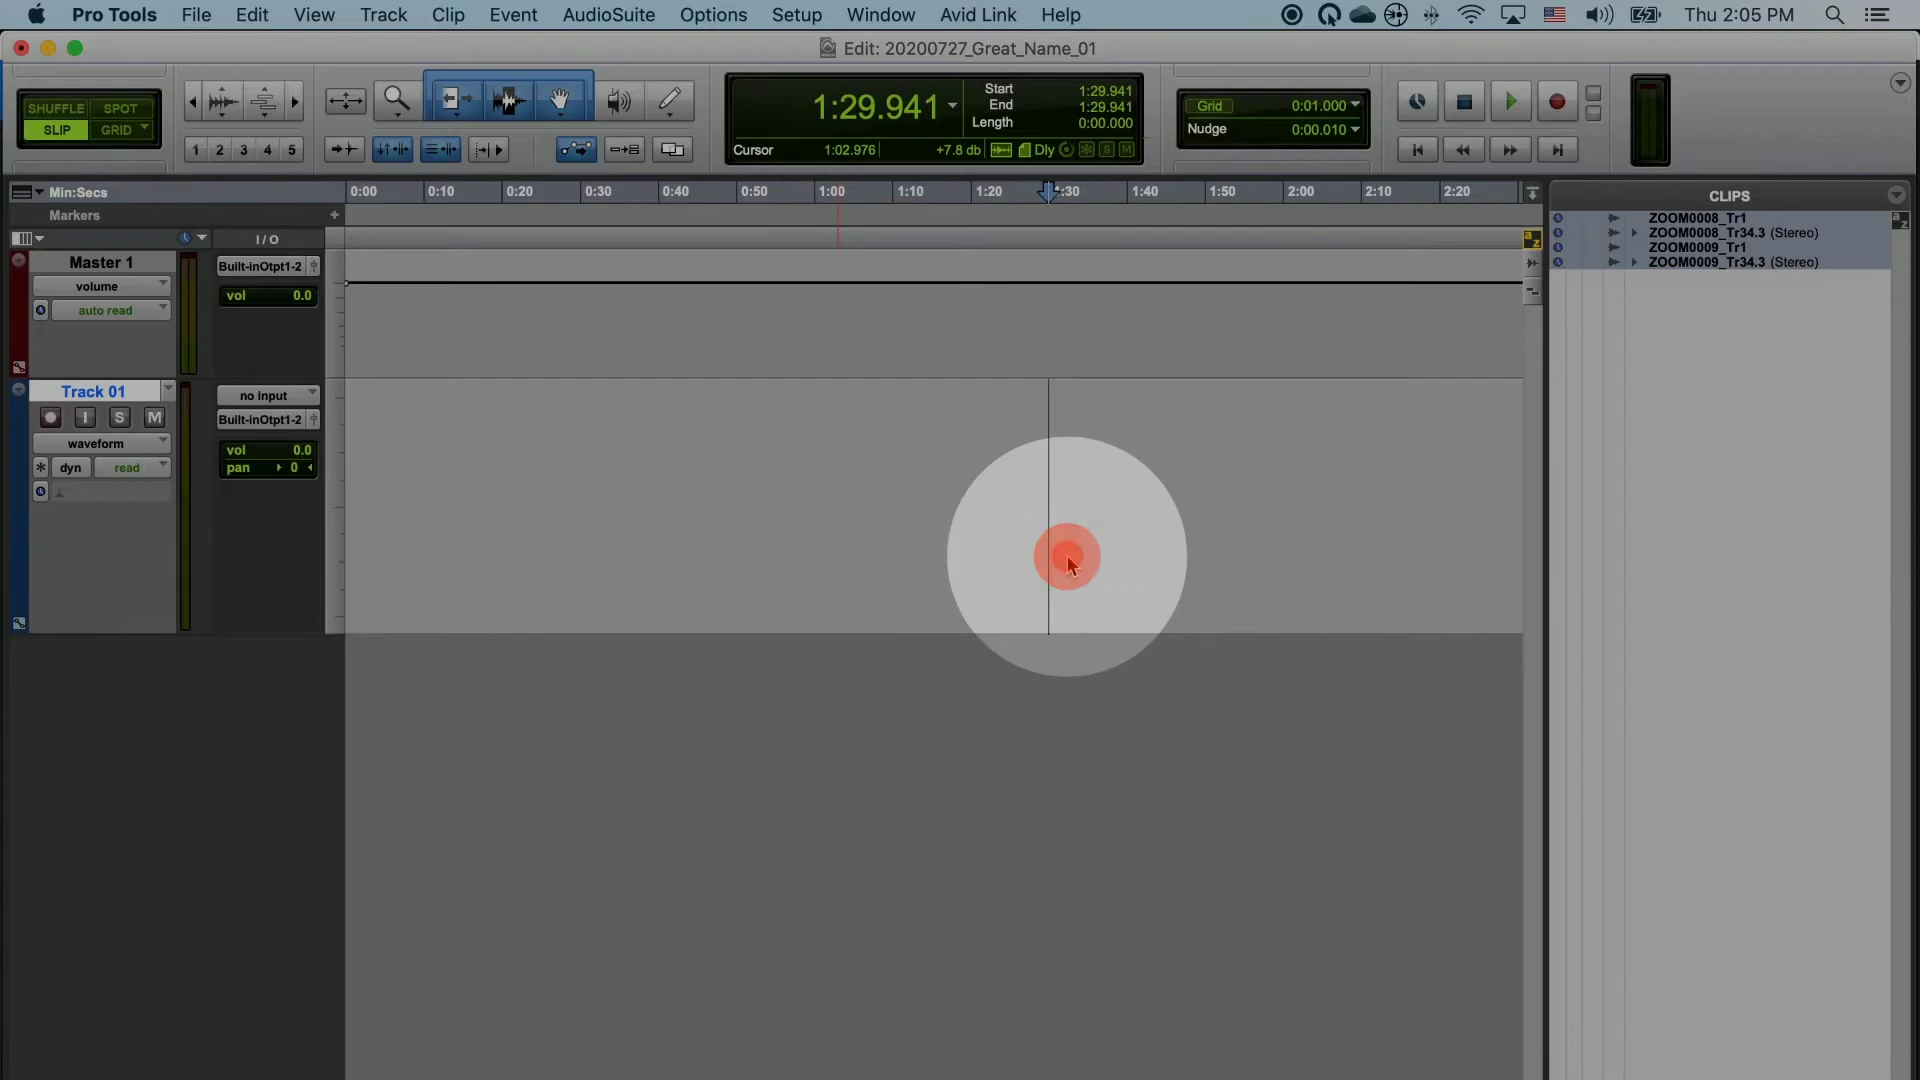 Pro Tools File Edit View Track Clip Event AudioSuite Options Setup Window Avid Link Help Thu 2:05 PM
Edit: 20200727_Great_Name_01
SHUFFLE SPOT
SLIP GRID
1 2 3 4 5
1:29.941
Start 1:29.941
End 1:29.941
Length 0:00.000
Cursor 1:02.976 +7.8 db Dly S M
Grid 0:01.000
Nudge 0:00.010
Min:Secs 0:00 0:10 0:20 0:30 0:40 0:50 1:00 1:10 1:20 1:30 1:40 1:50 2:00 2:10 2:20
Markers +
I / O
Master 1
volume
auto read
Built-inOtpt1-2
vol 0.0
Track 01
I S M
waveform
dyn read
no input
Built-inOtpt1-2
vol 0.0
pan 0
a z
CLIPS
a z
ZOOM0008_Tr1
ZOOM0008_Tr34.3 (Stereo)
ZOOM0009_Tr1
ZOOM0009_Tr34.3 (Stereo)